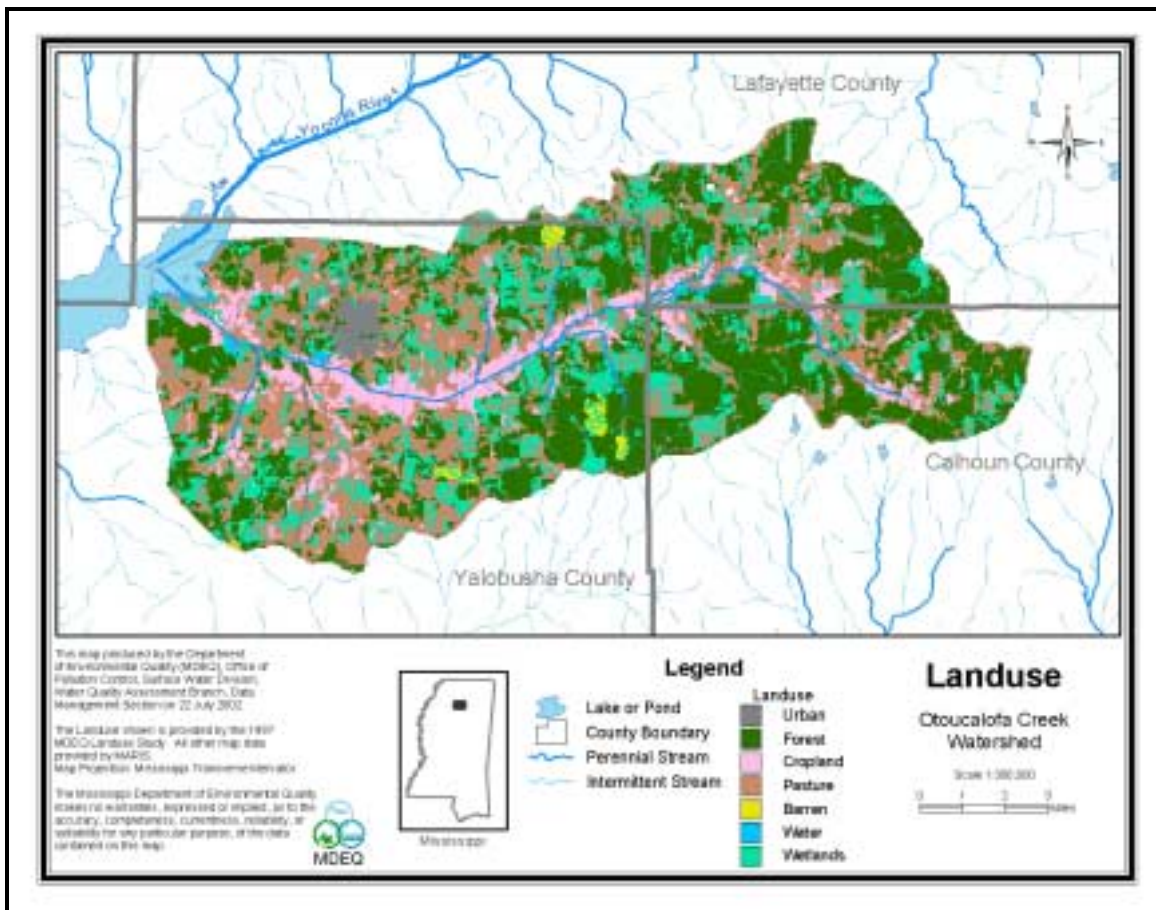 Lafayette County
Yocona River
Calhoun County
Yalobusha County
This map produced by the Department
of Environmental Quality (MDEQ), Office of
Pollution Control, Surface Water Division,
Water Quality Assessment Branch, Data
Management Section on 22 July 2002
The Landuse shown is provided by the 1997
MDEQ Landuse Study. All other map data
provided by MARIS.
Map Projection: Mississippi Transverse Mercator
The Mississippi Department of Environmental Quality
makes no warranties, expressed or implied, as to the
accuracy, completeness, currentness, reliability, or
suitability for any particular purpose, of the data
contained on this map.
MDEQ
Mississippi
Legend
Lake or Pond
County Boundary
Perennial Stream
Intermittent Stream
Landuse
Urban
Forest
Cropland
Pasture
Barren
Water
Wetlands
Landuse
Otoucalofa Creek
Watershed
Scale
0 1 2 3
Miles